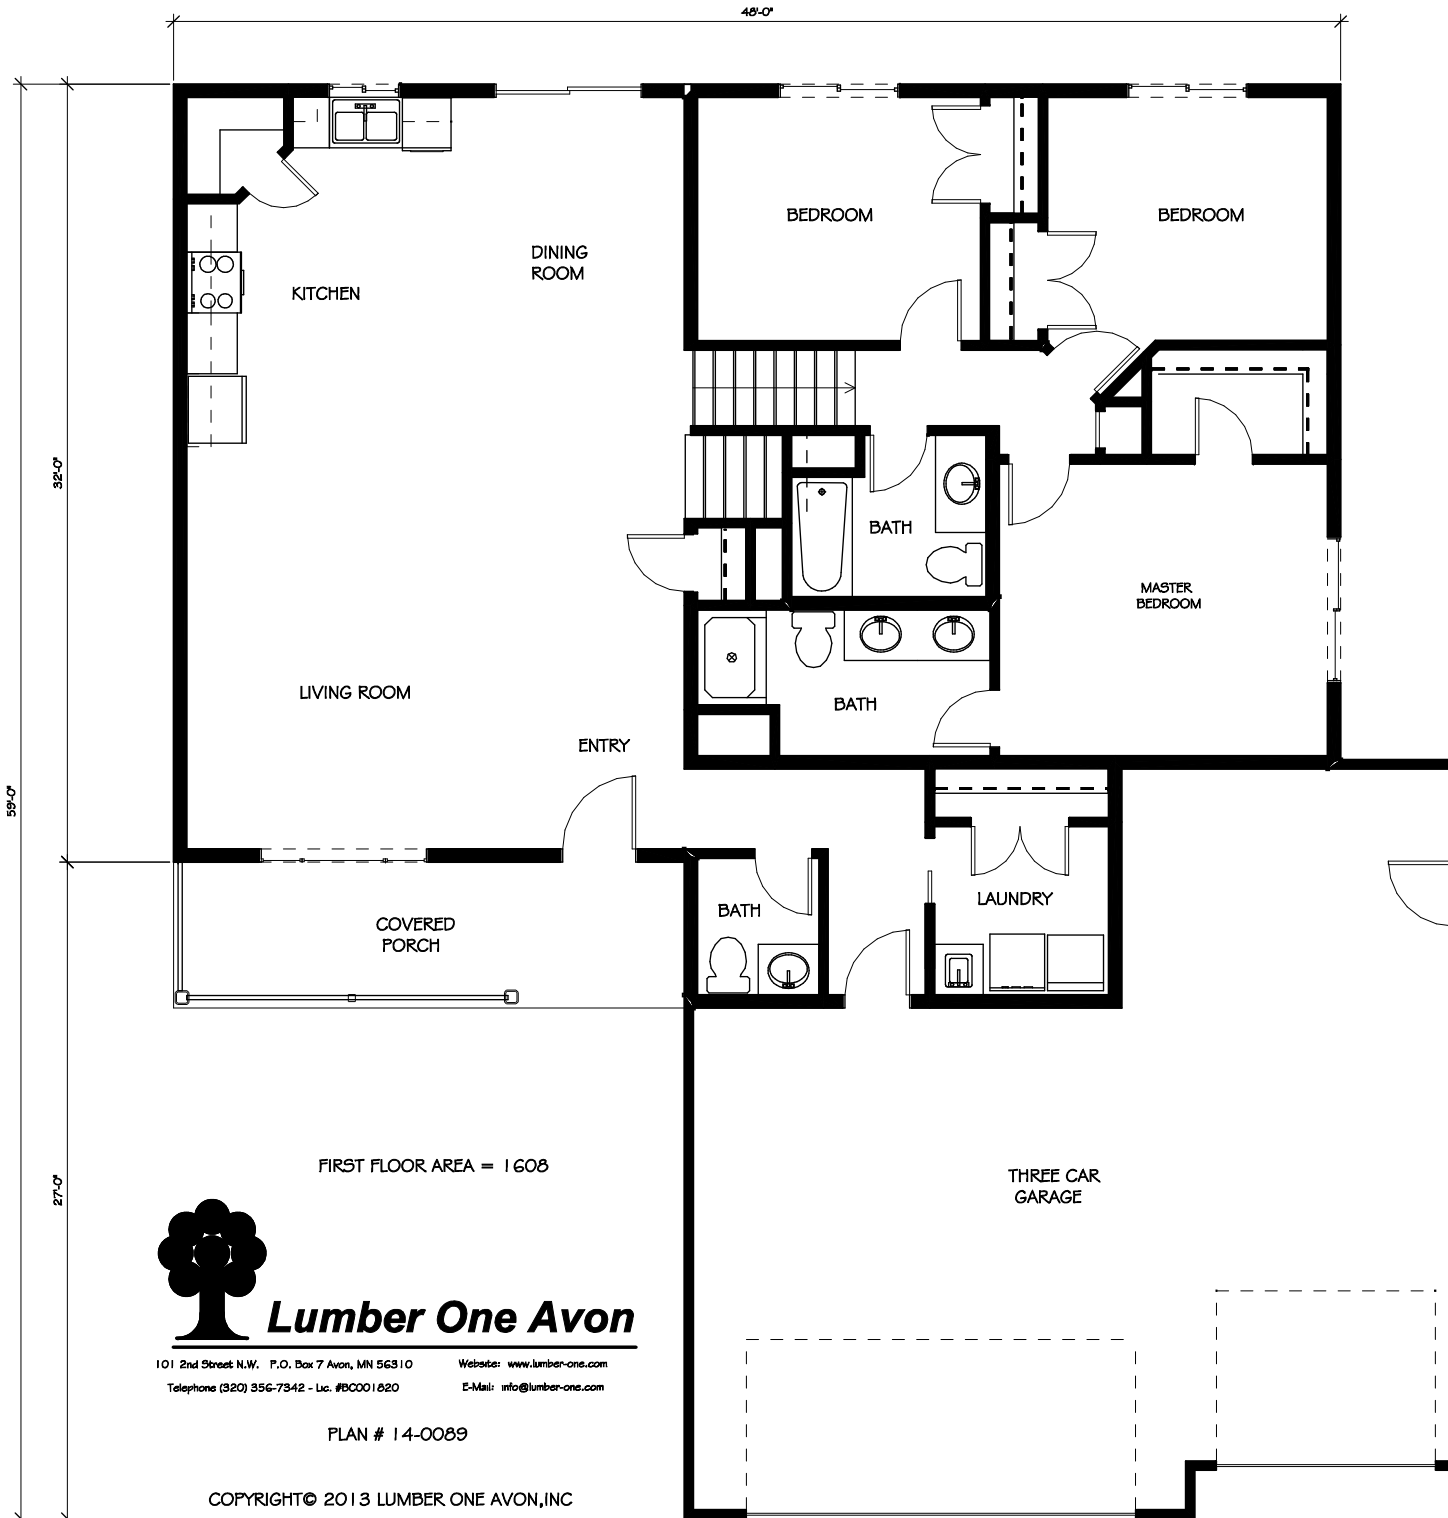 48'-0"
BEDROOM
BEDROOM
DINING
ROOM
KITCHEN
32'-0"
BATH
MASTER
BEDROOM
LIVING ROOM
BATH
ENTRY
59'-0"
LAUNDRY
BATH
COVERED
PORCH
FIRST FLOOR AREA = 1608
THREE CAR
GARAGE
27'-0"
Lumber One Avon
101 2nd Street N.W. P.O. Box 7 Avon, MN 56310 Website: www.lumber-one.com
Telephone (320) 356-7342 - Lic. #BC001820 E-Mail: info@lumber-one.com
PLAN # 14-0089
COPYRIGHT© 2013 LUMBER ONE AVON,INC